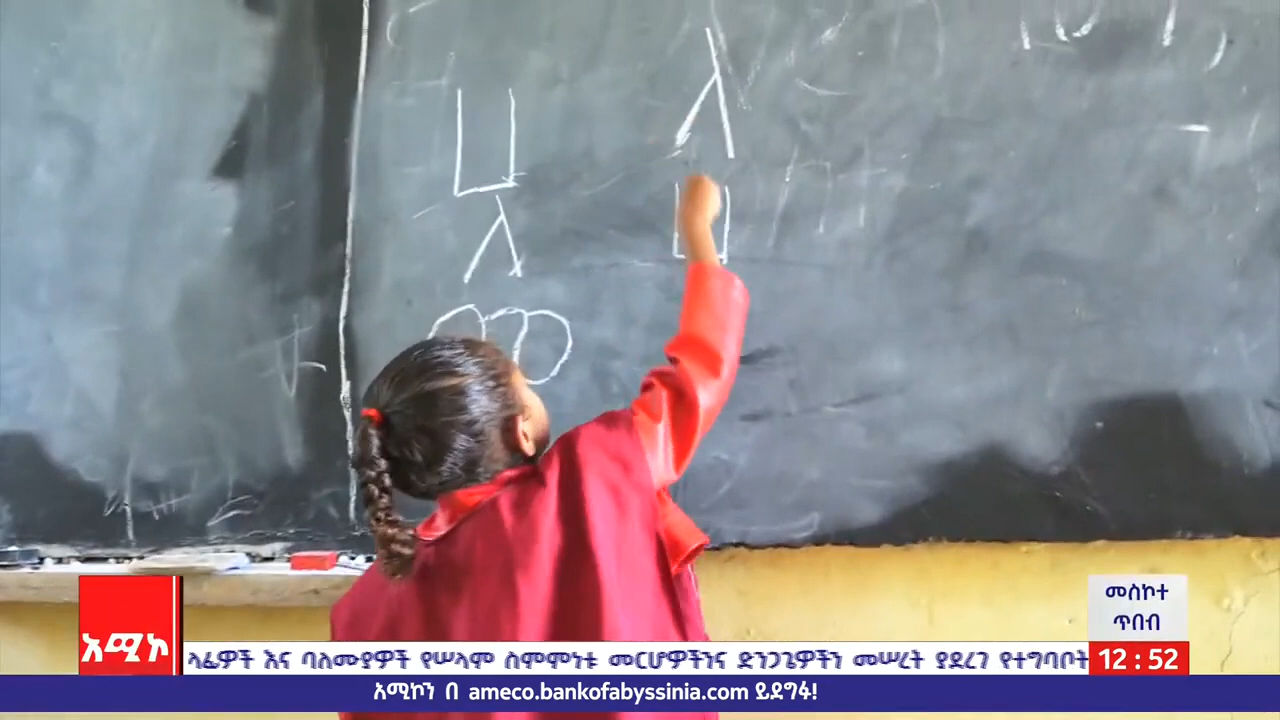 ሀ ለ
ለ ሀ
መ
መስኮተ
ጥበብ
አሚኮ
ላፊዎች እና ባለሙያዎች የሠላም ስምምነቱ መርሆዎችንና ድንጋጌዎችን መሠረት ያደረገ የተግባቦት
12:52
አሚኮን በ ameco.bankofabyssinia.com ይደግፉ!